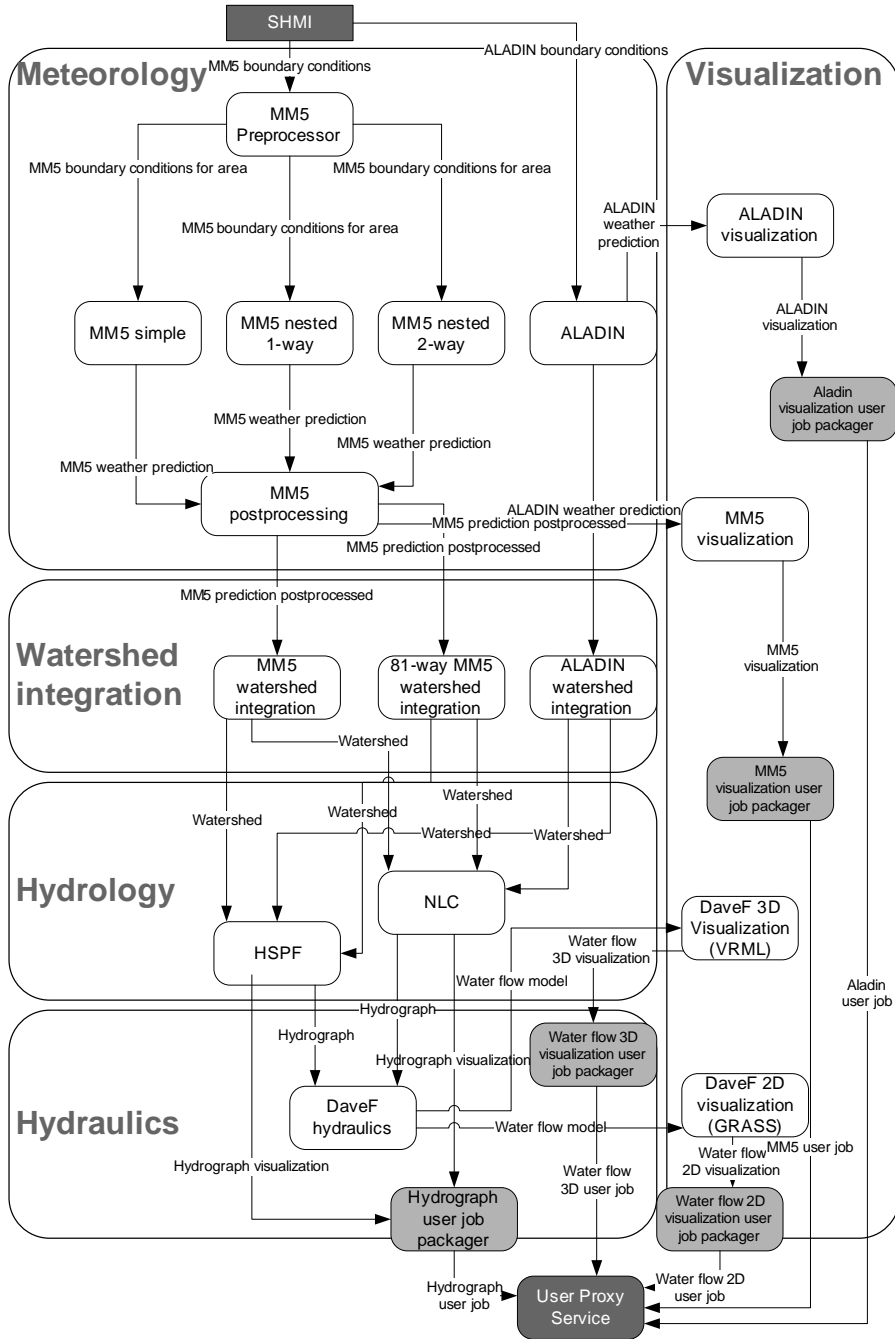 SHMI
ALADIN boundary conditions
Meteorology
MM5 boundary conditions
Visualization
MM5
Preprocessor
MM5 boundary conditions for area
MM5 boundary conditions for area
MM5 boundary conditions for area
ALADIN
weather
prediction
ALADIN
visualization
ALADIN
visualization
MM5 simple
MM5 nested
1-way
MM5 nested
2-way
ALADIN
Aladin
visualization user
job packager
MM5 weather prediction
MM5 weather prediction
MM5 weather prediction
MM5
postprocessing
ALADIN weather prediction
MM5 prediction postprocessed
MM5 prediction postprocessed
MM5
visualization
MM5 prediction postprocessed
Watershed
integration
MM5
watershed
integration
81-way MM5
watershed
integration
ALADIN
watershed
integration
MM5
visualization
Watershed
MM5
visualization user
job packager
Watershed
Watershed
Watershed
Watershed
Watershed
Hydrology
NLC
HSPF
DaveF 3D
Visualization
(VRML)
Water flow
3D visualization
Water flow model
Aladin
user job
Hydrograph
Hydrograph
Hydrograph visualization
Water flow 3D
visualization user
job packager
Hydraulics
DaveF
hydraulics
DaveF 2D
visualization
(GRASS)
Water flow model
MM5 user job
Water flow
2D visualization
Hydrograph visualization
Water flow
3D user job
Hydrograph
user job
packager
Water flow 2D
visualization user
job packager
Hydrograph
user job
Water flow 2D
user job
User Proxy
Service